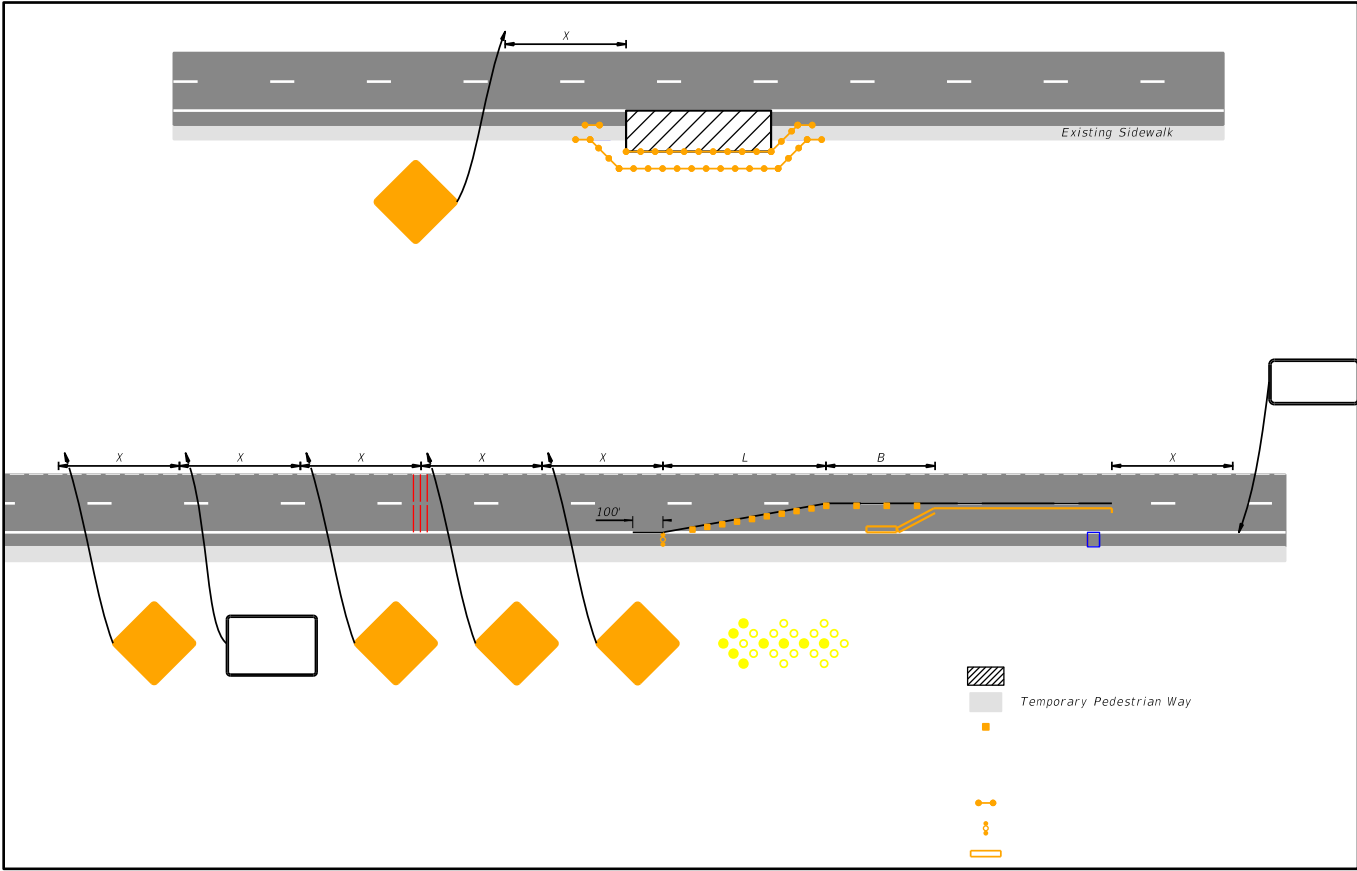 X
Existing Sidewalk
X X X X X L B X
100'
Temporary Pedestrian Way